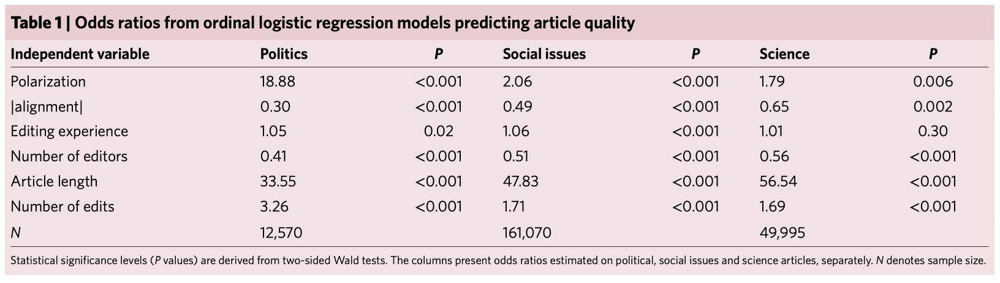 Table 1 | Odds ratios from ordinal logistic regression models predicting article quality
Independent variable Politics P Social issues P Science P
Polarization 18.88 <0.001 2.06 <0.001 1.79 0.006
|alignment| 0.30 <0.001 0.49 <0.001 0.65 0.002
Editing experience 1.05 0.02 1.06 <0.001 1.01 0.30
Number of editors 0.41 <0.001 0.51 <0.001 0.56 <0.001
Article length 33.55 <0.001 47.83 <0.001 56.54 <0.001
Number of edits 3.26 <0.001 1.71 <0.001 1.69 <0.001
N 12,570 161,070 49,995
Statistical significance levels (P values) are derived from two-sided Wald tests. The columns present odds ratios estimated on political, social issues and science articles, separately. N denotes sample size.